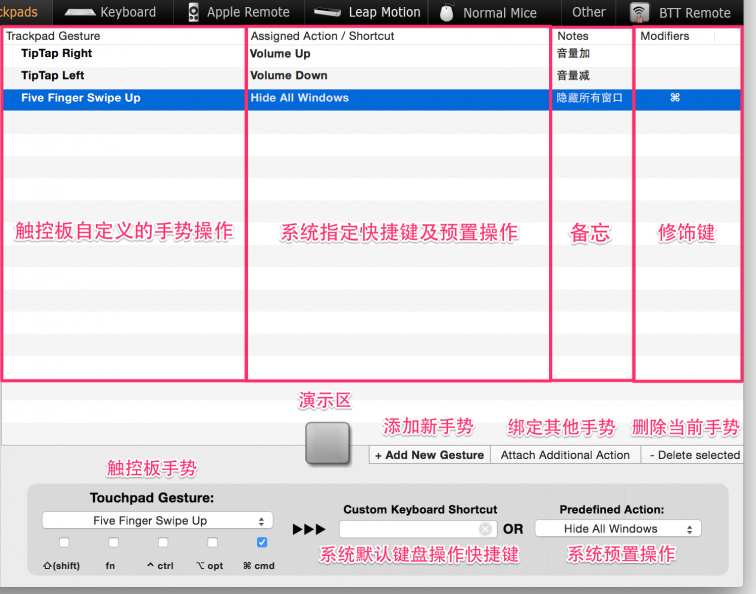 ckpads Keyboard Apple Remote Leap Motion Normal Mice Other BTT Remote
Trackpad Gesture Assigned Action / Shortcut Notes Modifiers
TipTap Right Volume Up 音量加
TipTap Left Volume Down 音量减
Five Finger Swipe Up Hide All Windows 隐藏所有窗口 ⌘
触控板自定义的手势操作 系统指定快捷键及预置操作 备忘 修饰键
演示区
添加新手势 绑定其他手势 删除当前手势
+ Add New Gesture Attach Additional Action - Delete selected
触控板手势
Touchpad Gesture:
Custom Keyboard Shortcut Predefined Action:
Five Finger Swipe Up OR Hide All Windows
系统默认键盘操作快捷键 系统预置操作
⇧(shift) fn ^ ctrl ⌥ opt ⌘ cmd